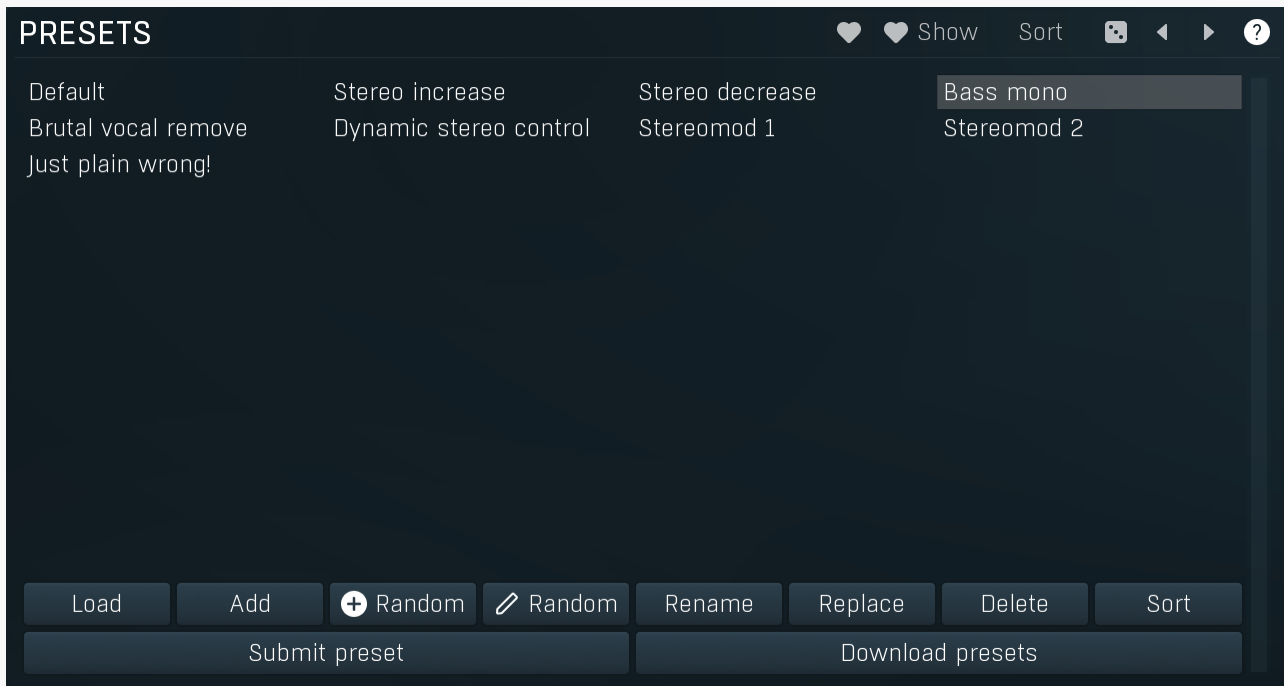 PRESETS Show Sort ?
Default Stereo increase Stereo decrease Bass mono
Brutal vocal remove Dynamic stereo control Stereomod 1 Stereomod 2
Just plain wrong!
Load Add Random Random Rename Replace Delete Sort
Submit preset Download presets